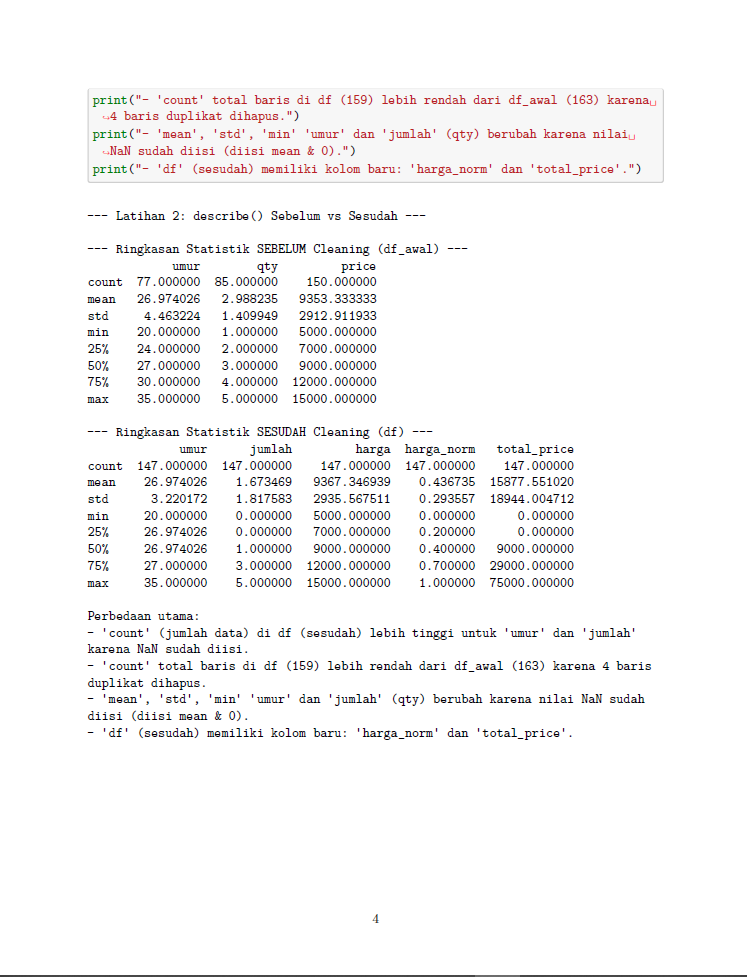 print("- 'count' total baris di df (159) lebih rendah dari df_awal (163) karena␣
↪4 baris duplikat dihapus.")
print("- 'mean', 'std', 'min' 'umur' dan 'jumlah' (qty) berubah karena nilai␣
↪NaN sudah diisi (diisi mean & 0).")
print("- 'df' (sesudah) memiliki kolom baru: 'harga_norm' dan 'total_price'.")
--- Latihan 2: describe() Sebelum vs Sesudah ---
--- Ringkasan Statistik SEBELUM Cleaning (df_awal) ---
umur qty price
count 77.000000 85.000000 150.000000
mean 26.974026 2.988235 9353.333333
std 4.463224 1.409949 2912.911933
min 20.000000 1.000000 5000.000000
25% 24.000000 2.000000 7000.000000
50% 27.000000 3.000000 9000.000000
75% 30.000000 4.000000 12000.000000
max 35.000000 5.000000 15000.000000
--- Ringkasan Statistik SESUDAH Cleaning (df) ---
umur jumlah harga harga_norm total_price
count 147.000000 147.000000 147.000000 147.000000 147.000000
mean 26.974026 1.673469 9367.346939 0.436735 15877.551020
std 3.220172 1.817583 2935.567511 0.293557 18944.004712
min 20.000000 0.000000 5000.000000 0.000000 0.000000
25% 26.974026 0.000000 7000.000000 0.200000 0.000000
50% 26.974026 1.000000 9000.000000 0.400000 9000.000000
75% 27.000000 3.000000 12000.000000 0.700000 29000.000000
max 35.000000 5.000000 15000.000000 1.000000 75000.000000
Perbedaan utama:
- 'count' (jumlah data) di df (sesudah) lebih tinggi untuk 'umur' dan 'jumlah'
karena NaN sudah diisi.
- 'count' total baris di df (159) lebih rendah dari df_awal (163) karena 4 baris
duplikat dihapus.
- 'mean', 'std', 'min' 'umur' dan 'jumlah' (qty) berubah karena nilai NaN sudah
diisi (diisi mean & 0).
- 'df' (sesudah) memiliki kolom baru: 'harga_norm' dan 'total_price'.
4